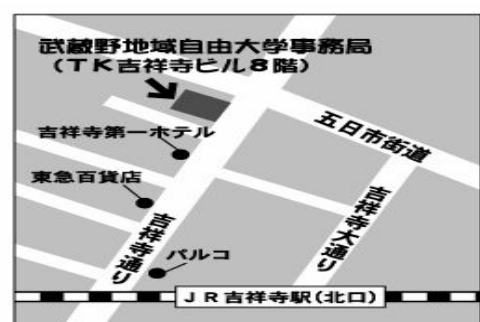 武蔵野地域自由大学事務局
(TK吉祥寺ビル8階)
五日市街道
吉祥寺第一ホテル
東急百貨店
吉祥寺通り
吉祥寺大通り
パルコ
JR吉祥寺駅(北口)